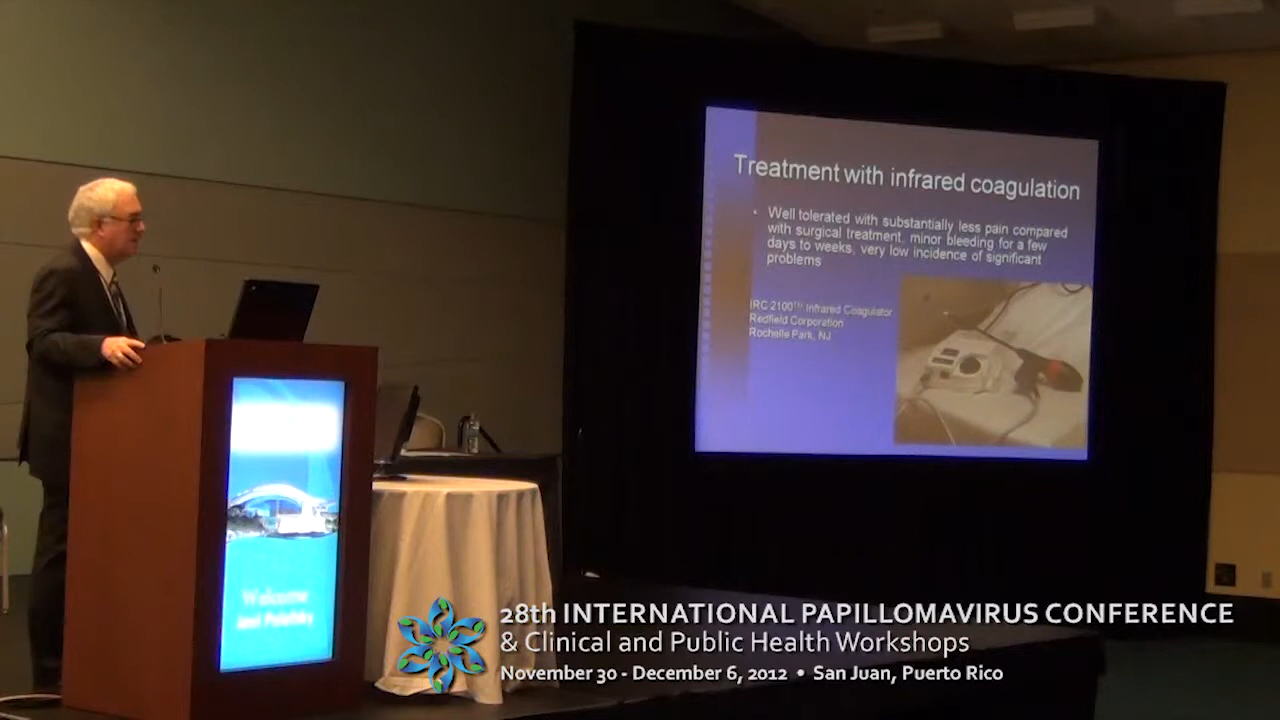 Treatment with infrared coagulation
• Well tolerated with substantially less pain compared
with surgical treatment, minor bleeding for a few
days to weeks, very low incidence of significant
problems
IRC 2100™ Infrared Coagulator
Redfield Corporation
Rochelle Park, NJ
Welcome
28th INTERNATIONAL PAPILLOMAVIRUS CONFERENCE
& Clinical and Public Health Workshops
November 30 - December 6, 2012 • San Juan, Puerto Rico